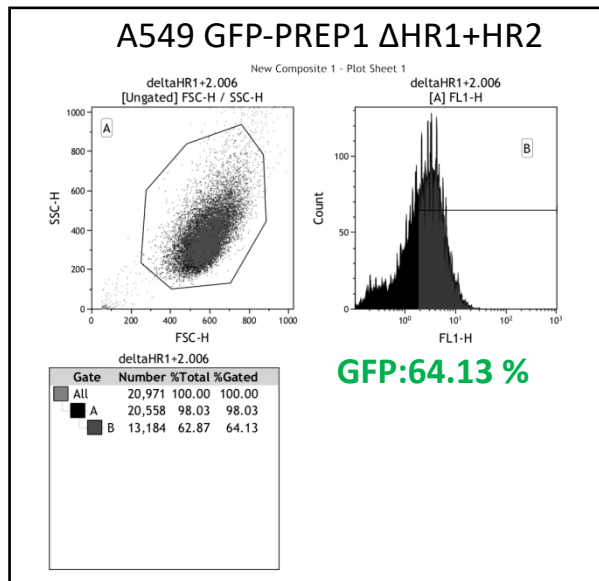 A549 GFP-PREP1 ΔHR1+HR2
New Composite 1 - Plot Sheet 1
deltaHR1+2.006
[Ungated] FSC-H / SSC-H
A
1000
800
600
400
200
0
SSC-H
0 200 400 600 800 1000
FSC-H
deltaHR1+2.006
[A] FL1-H
B
100
50
0
Count
10⁰ 10¹ 10² 10³
FL1-H
deltaHR1+2.006
Gate Number %Total %Gated
All 20,971 100.00 100.00
A 20,558 98.03 98.03
B 13,184 62.87 64.13
GFP:64.13 %